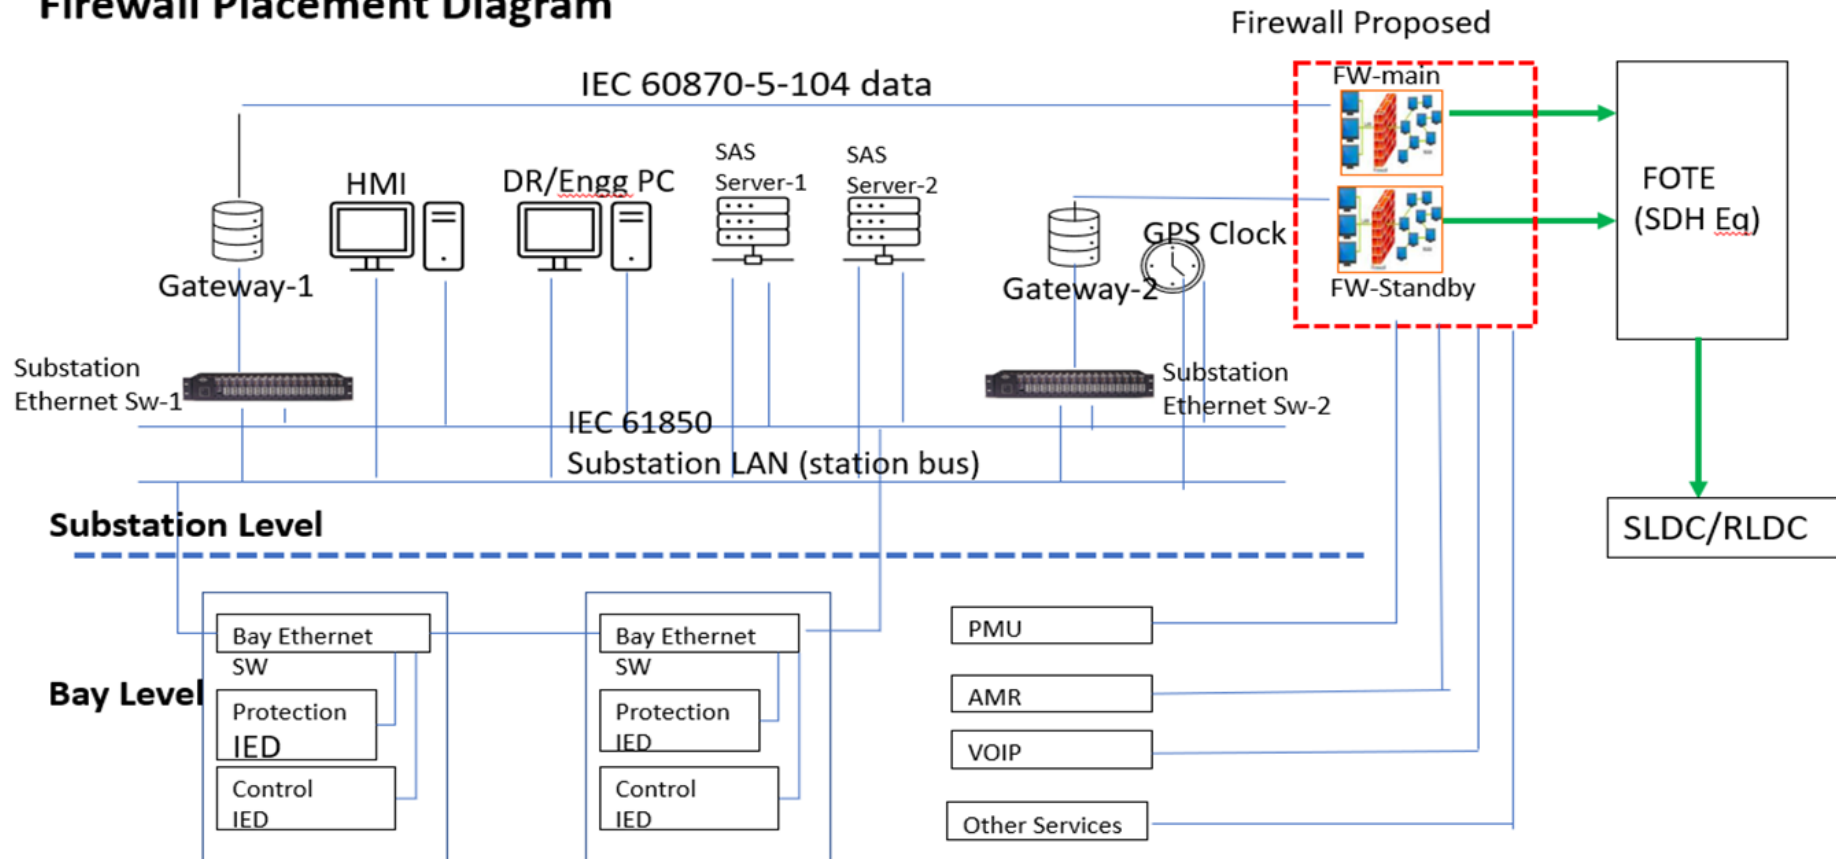 Firewall Placement Diagram
Firewall Proposed
IEC 60870-5-104 data
FW-main
SAS
Server-1
SAS
Server-2
HMI
DR/Engg PC
FOTE
(SDH Eq)
GPS Clock
Gateway-1
Gateway-2
FW-Standby
Substation
Ethernet Sw-1
Substation
Ethernet Sw-2
IEC 61850
Substation LAN (station bus)
Substation Level
SLDC/RLDC
Bay Ethernet
SW
Bay Ethernet
SW
PMU
Bay Level
Protection
IED
Protection
IED
AMR
VOIP
Control
IED
Control
IED
Other Services